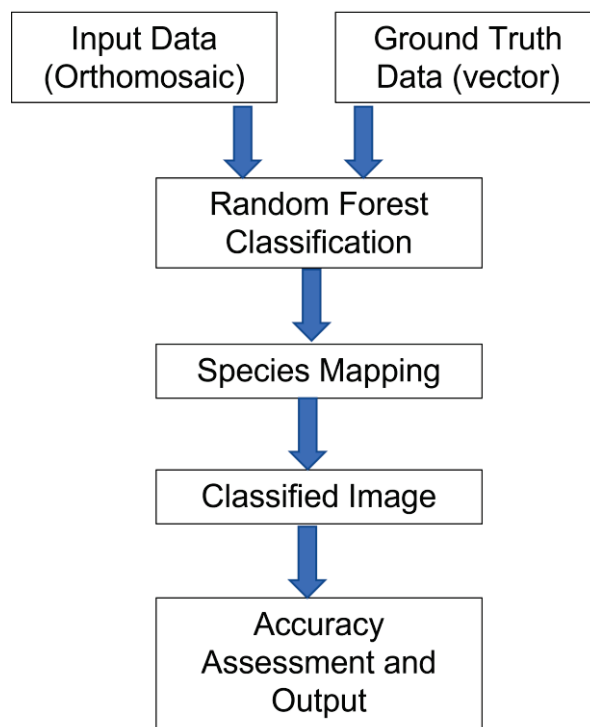 Input Data
(Orthomosaic)
Ground Truth
Data (vector)
Random Forest
Classification
Species Mapping
Classified Image
Accuracy
Assessment and
Output